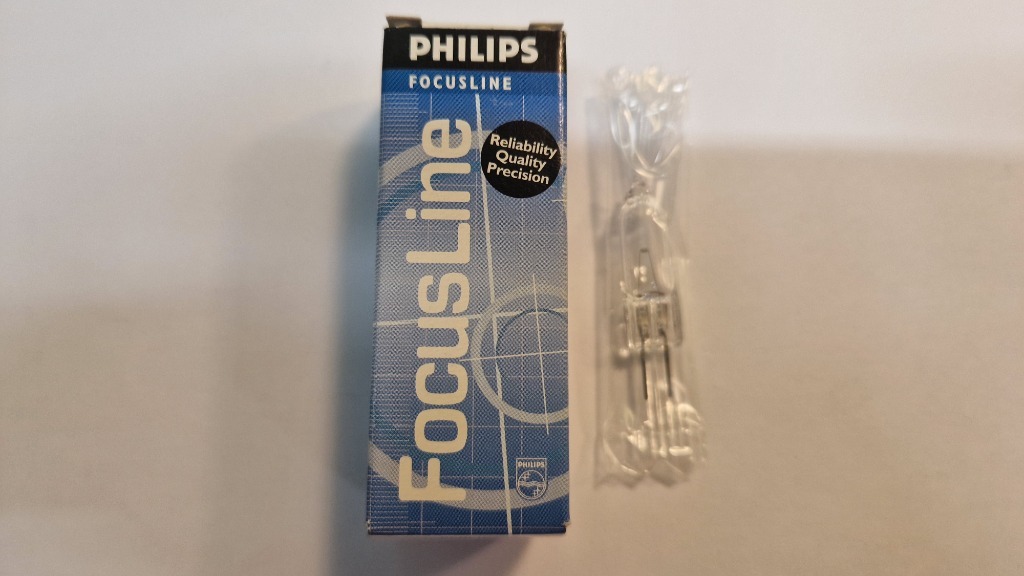 PHILIPS
FOCUSLINE
Reliability
Quality
Precision
FocusLine
PHILIPS